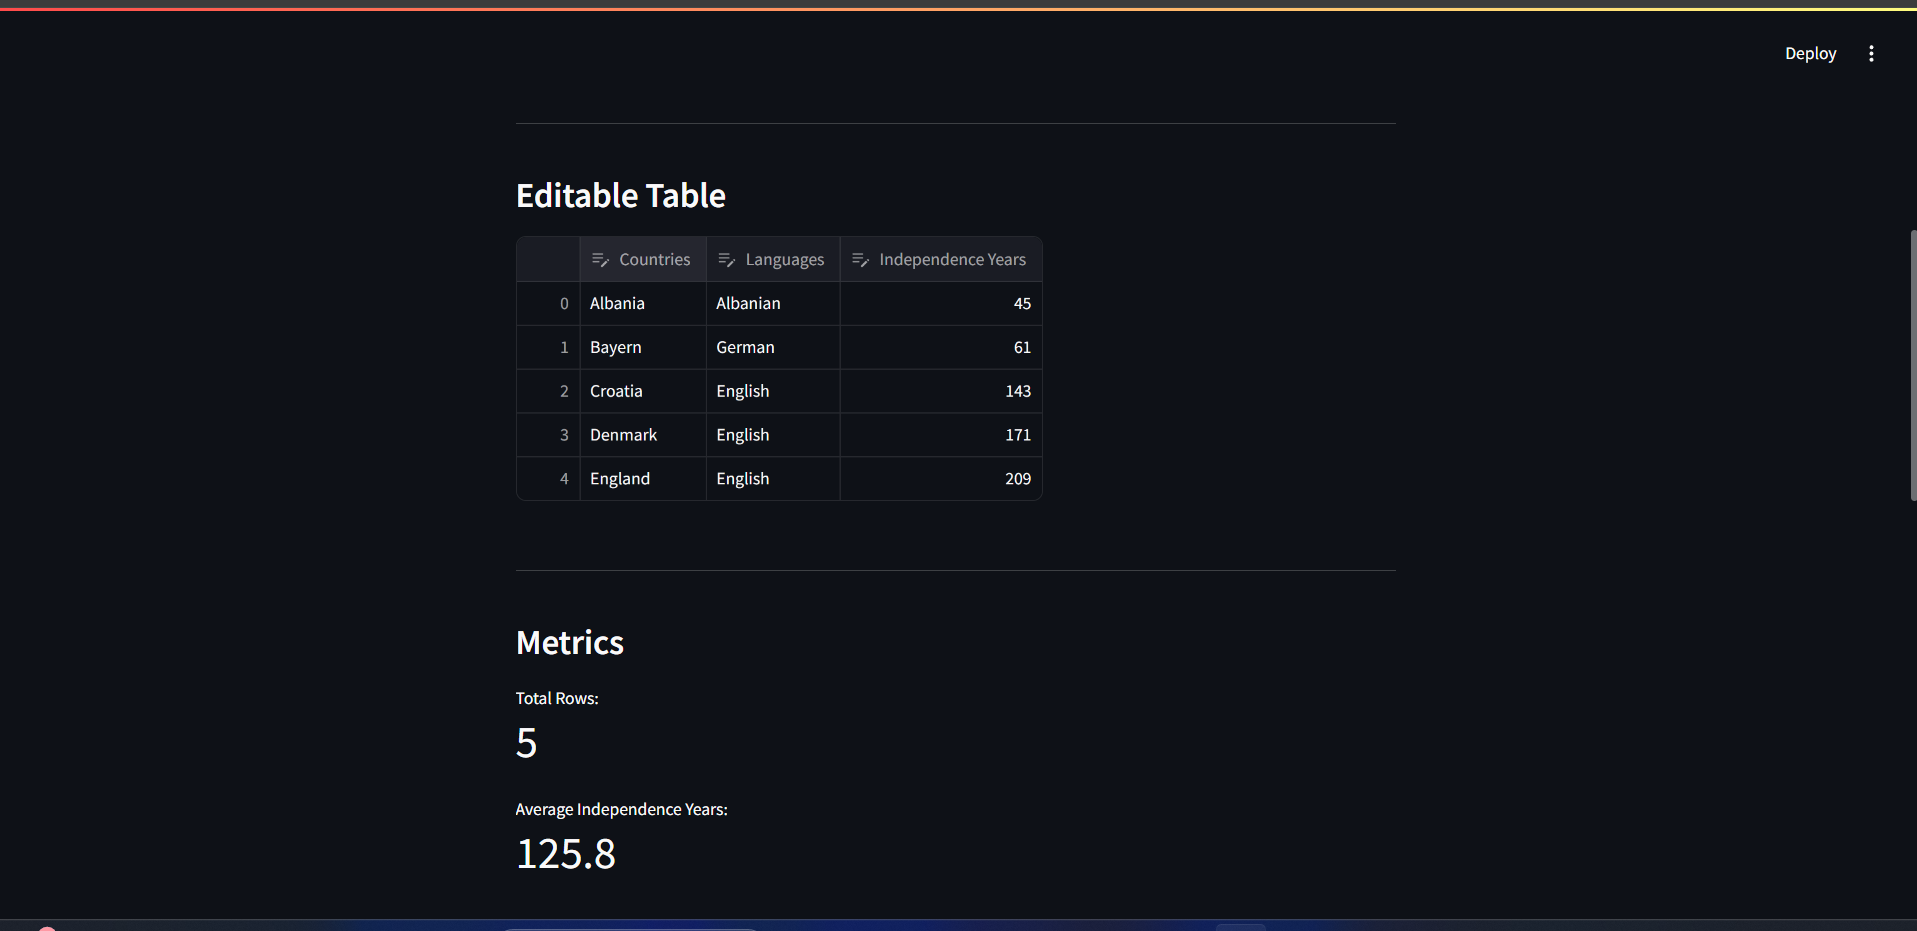 Deploy
Editable Table
Countries Languages Independence Years
0 Albania Albanian 45
1 Bayern German 61
2 Croatia English 143
3 Denmark English 171
4 England English 209
Metrics
Total Rows:
5
Average Independence Years:
125.8